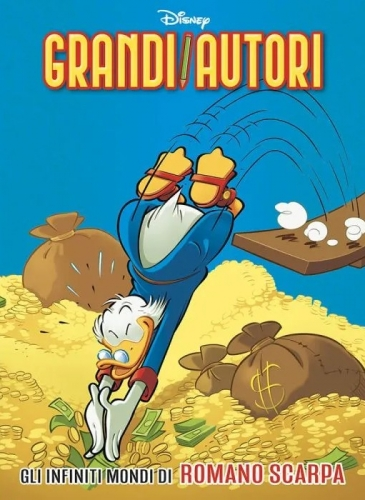 Disney
GRANDI AUTORI
$
GLI INFINITI MONDI DI ROMANO SCARPA